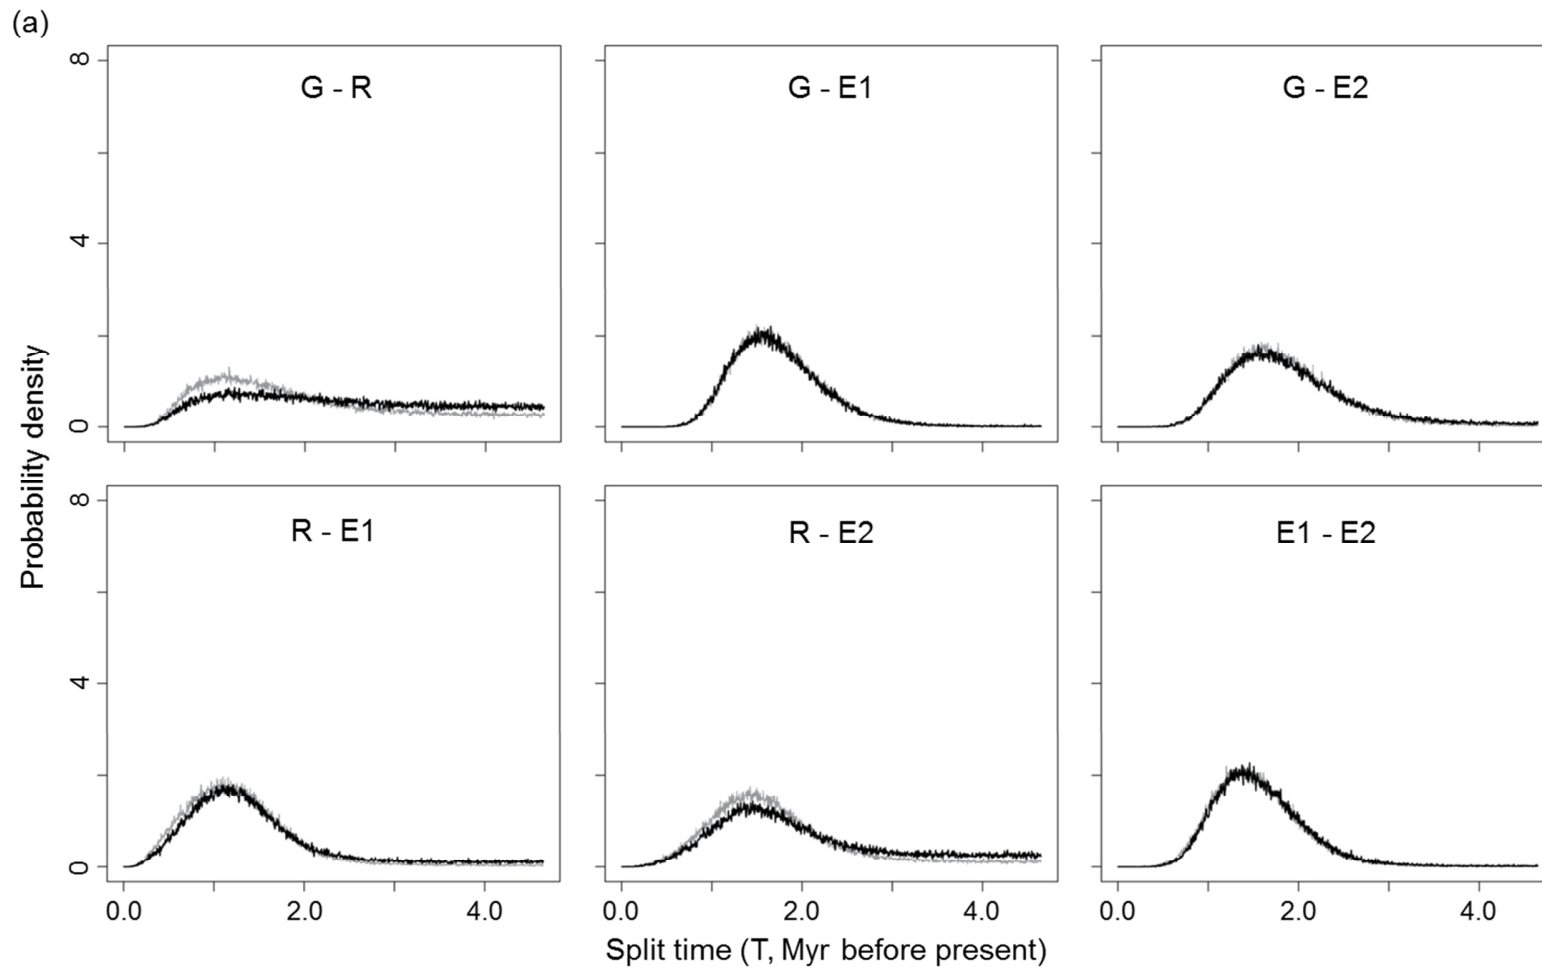 (a)
G - R
G - E1
G - E2
8
4
0
Probability density
R - E1
R - E2
E1 - E2
8
4
0
0.0 2.0 4.0
0.0 2.0 4.0
0.0 2.0 4.0
Split time (T, Myr before present)